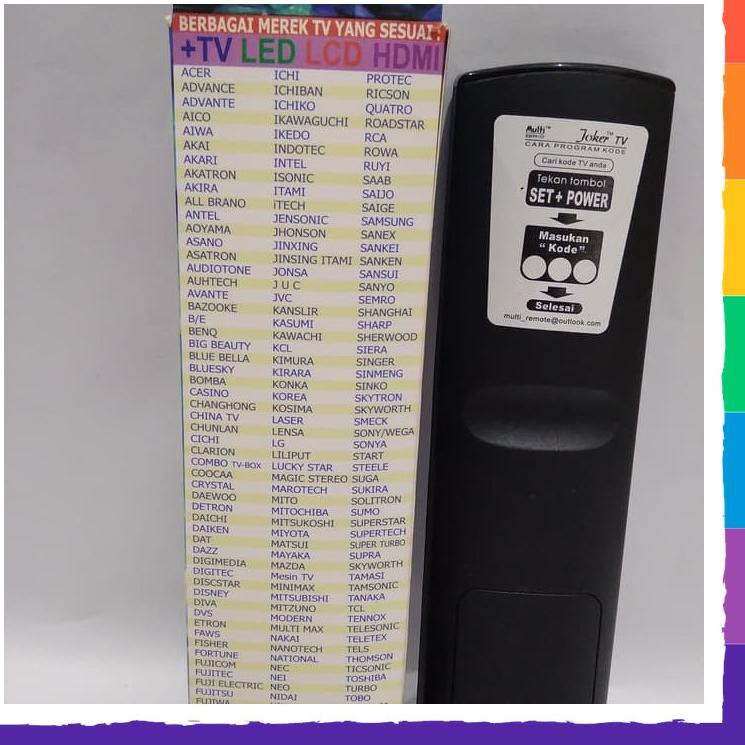 BERBAGAI MEREK TV YANG SESUAI :
+TV LED LCD HDMI
ACER
ADVANCE
ADVANTE
AICO
AIWA
AKAI
AKARI
AKATRON
AKIRA
ALL BRANO
ANTEL
AOYAMA
ASANO
ASATRON
AUDIOTONE
AUHTECH
AVANTE
BAZOOKE
B/E
BENQ
BIG BEAUTY
BLUE BELLA
BLUESKY
BOMBA
CASINO
CHANGHONG
CHINA TV
CHUNLAN
CICHI
CLARION
COMBO TV-BOX
COOCAA
CRYSTAL
DAEWOO
DETRON
DAICHI
DAIKEN
DAT
DAZZ
DIGIMEDIA
DIGITEC
DISCSTAR
DISNEY
DIVA
DVS
ETRON
FAWS
FISHER
FORTUNE
FUJICOM
FUJITEC
FUJI ELECTRIC
FUJITSU
FUJIWA
ICHI
ICHIBAN
ICHIKO
IKAWAGUCHI
IKEDO
INDOTEC
INTEL
ISONIC
ITAMI
iTECH
JENSONIC
JHONSON
JINXING
JINSING ITAMI
JONSA
J U C
JVC
KANSLIR
KASUMI
KAWACHI
KCL
KIMURA
KIRARA
KONKA
KOREA
KOSIMA
LASER
LENSA
LG
LILIPUT
LUCKY STAR
MAGIC STEREO
MAROTECH
MITO
MITOCHIBA
MITSUKOSHI
MIYOTA
MATSUI
MAYAKA
MAZDA
Mesin TV
MINIMAX
MITSUBISHI
MITZUNO
MODERN
MULTI MAX
NAKAI
NANOTECH
NATIONAL
NEC
NEI
NEO
NIDAI
PROTEC
RICSON
QUATRO
ROADSTAR
RCA
ROWA
RUYI
SAAB
SAIJO
SAIGE
SAMSUNG
SANEX
SANKEI
SANKEN
SANSUI
SANYO
SEMRO
SHANGHAI
SHARP
SHERWOOD
SIERA
SINGER
SINMENG
SINKO
SKYTRON
SKYWORTH
SMECK
SONY/WEGA
SONYA
START
STEELE
SUGA
SUKIRA
SOLITRON
SUMO
SUPERSTAR
SUPERTECH
SUPER TURBO
SUPRA
SKYWORTH
TAMASI
TAMSONIC
TANAKA
TCL
TENNOX
TELESONIC
TELETEX
TELS
THOMSON
TICSONIC
TOSHIBA
TURBO
TOBO
Multi™
Joker™ TV
CARA PROGRAM KODE
Cari kode TV anda
Tekan tombol
SET+ POWER
Masukan
"Kode"
Selesai
multi_remote@outlook.com